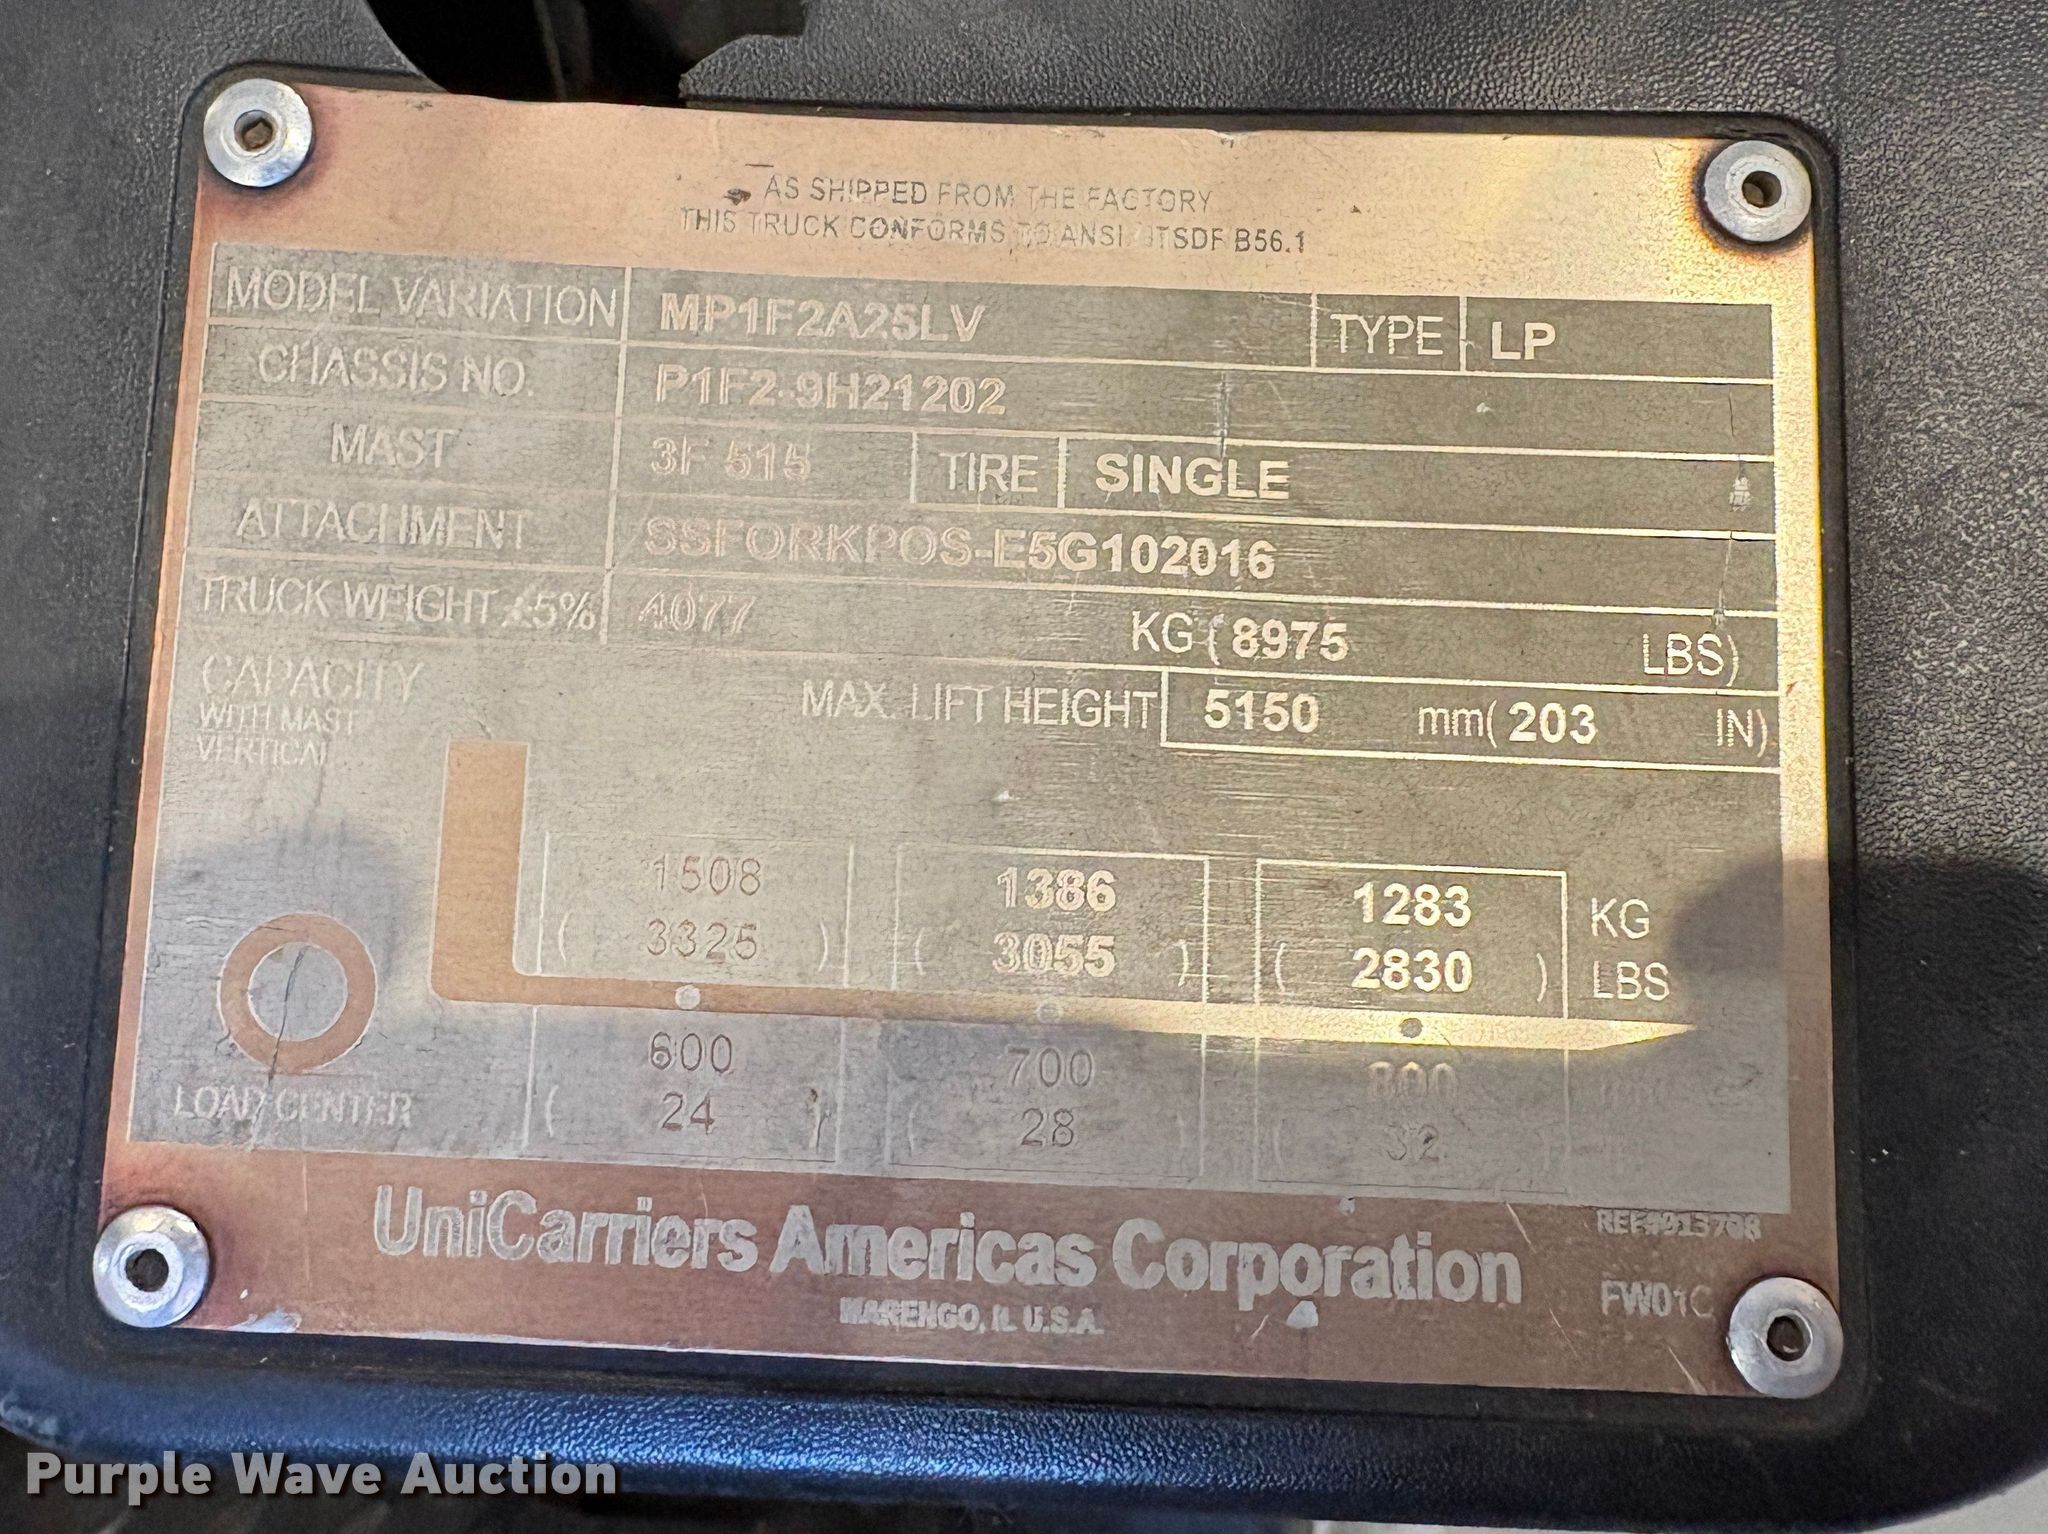 AS SHIPPED FROM THE FACTORY
THIS TRUCK CONFORMS TO ANSI/ITSDF B56.1
MODEL VARIATION MP1F2A25LV TYPE LP
CHASSIS NO. P1F2-9H21202
MAST 3F 515 TIRE SINGLE
ATTACHMENT SSFORKPOS-E5G102016
TRUCK WEIGHT ±5% 4077 KG (8975 LBS)
CAPACITY MAX. LIFT HEIGHT 5150 mm (203 IN)
WITH MAST
VERTICAL
1508 1386 1283 KG
( 3325 ) ( 3055 ) ( 2830 ) LBS
600 700 800
LOAD CENTER ( 24 ) ( 28 ) ( 32 )
UniCarriers Americas Corporation
MARENGO, IL U.S.A.
FW01C
Purple Wave Auction